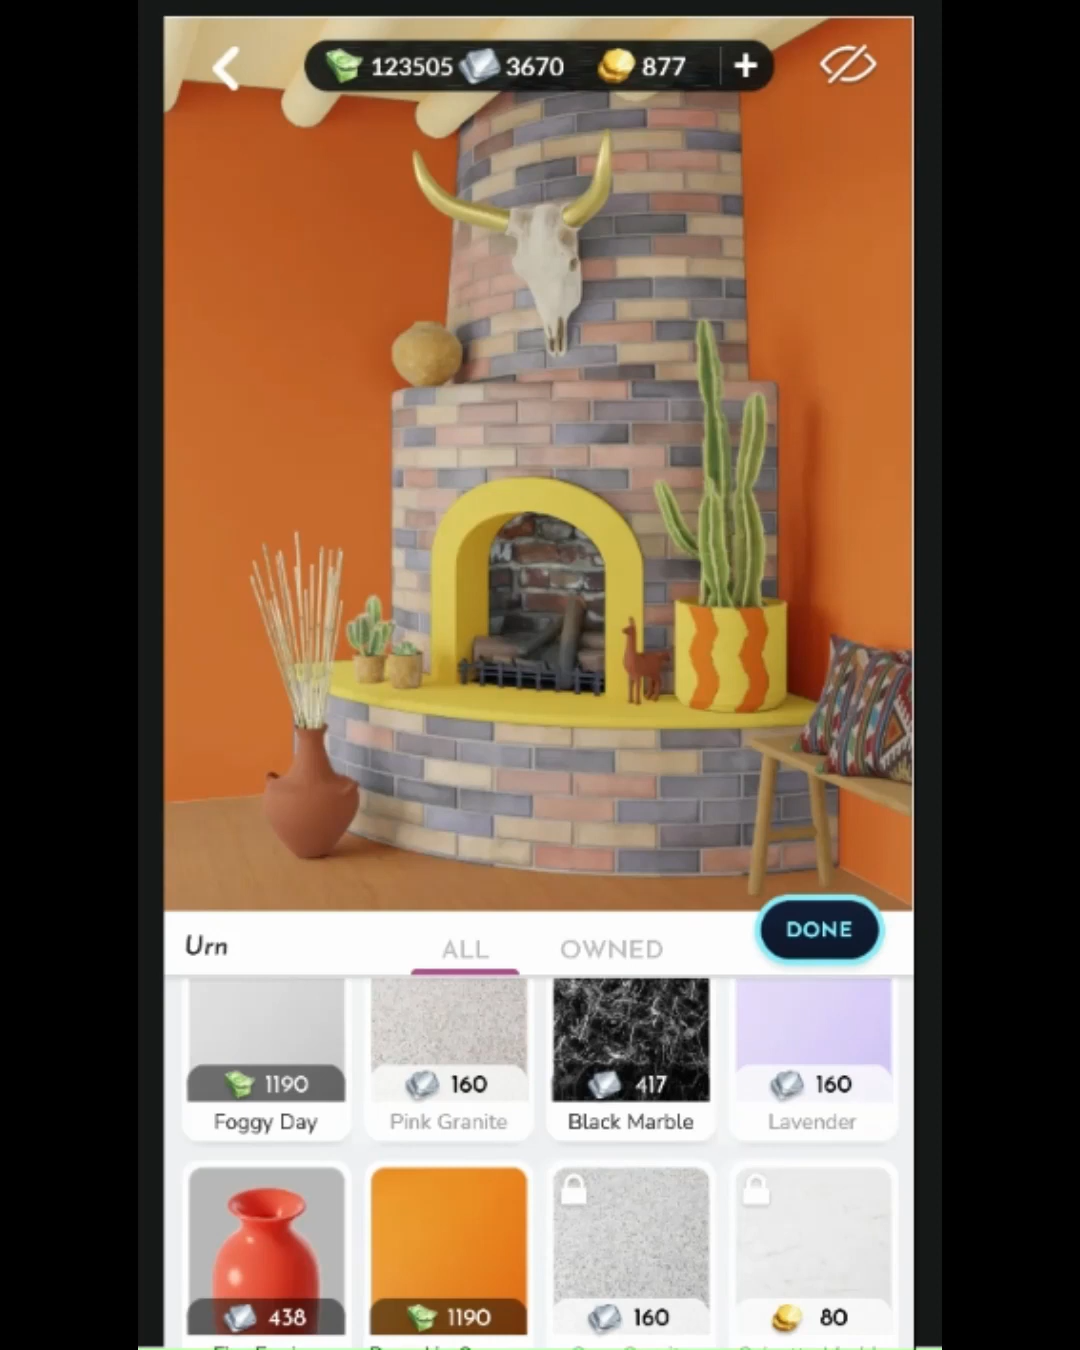 123505 3670 877 +
Urn ALL OWNED DONE
1190 160 417 160
Foggy Day Pink Granite Black Marble Lavender
438 1190 160 80